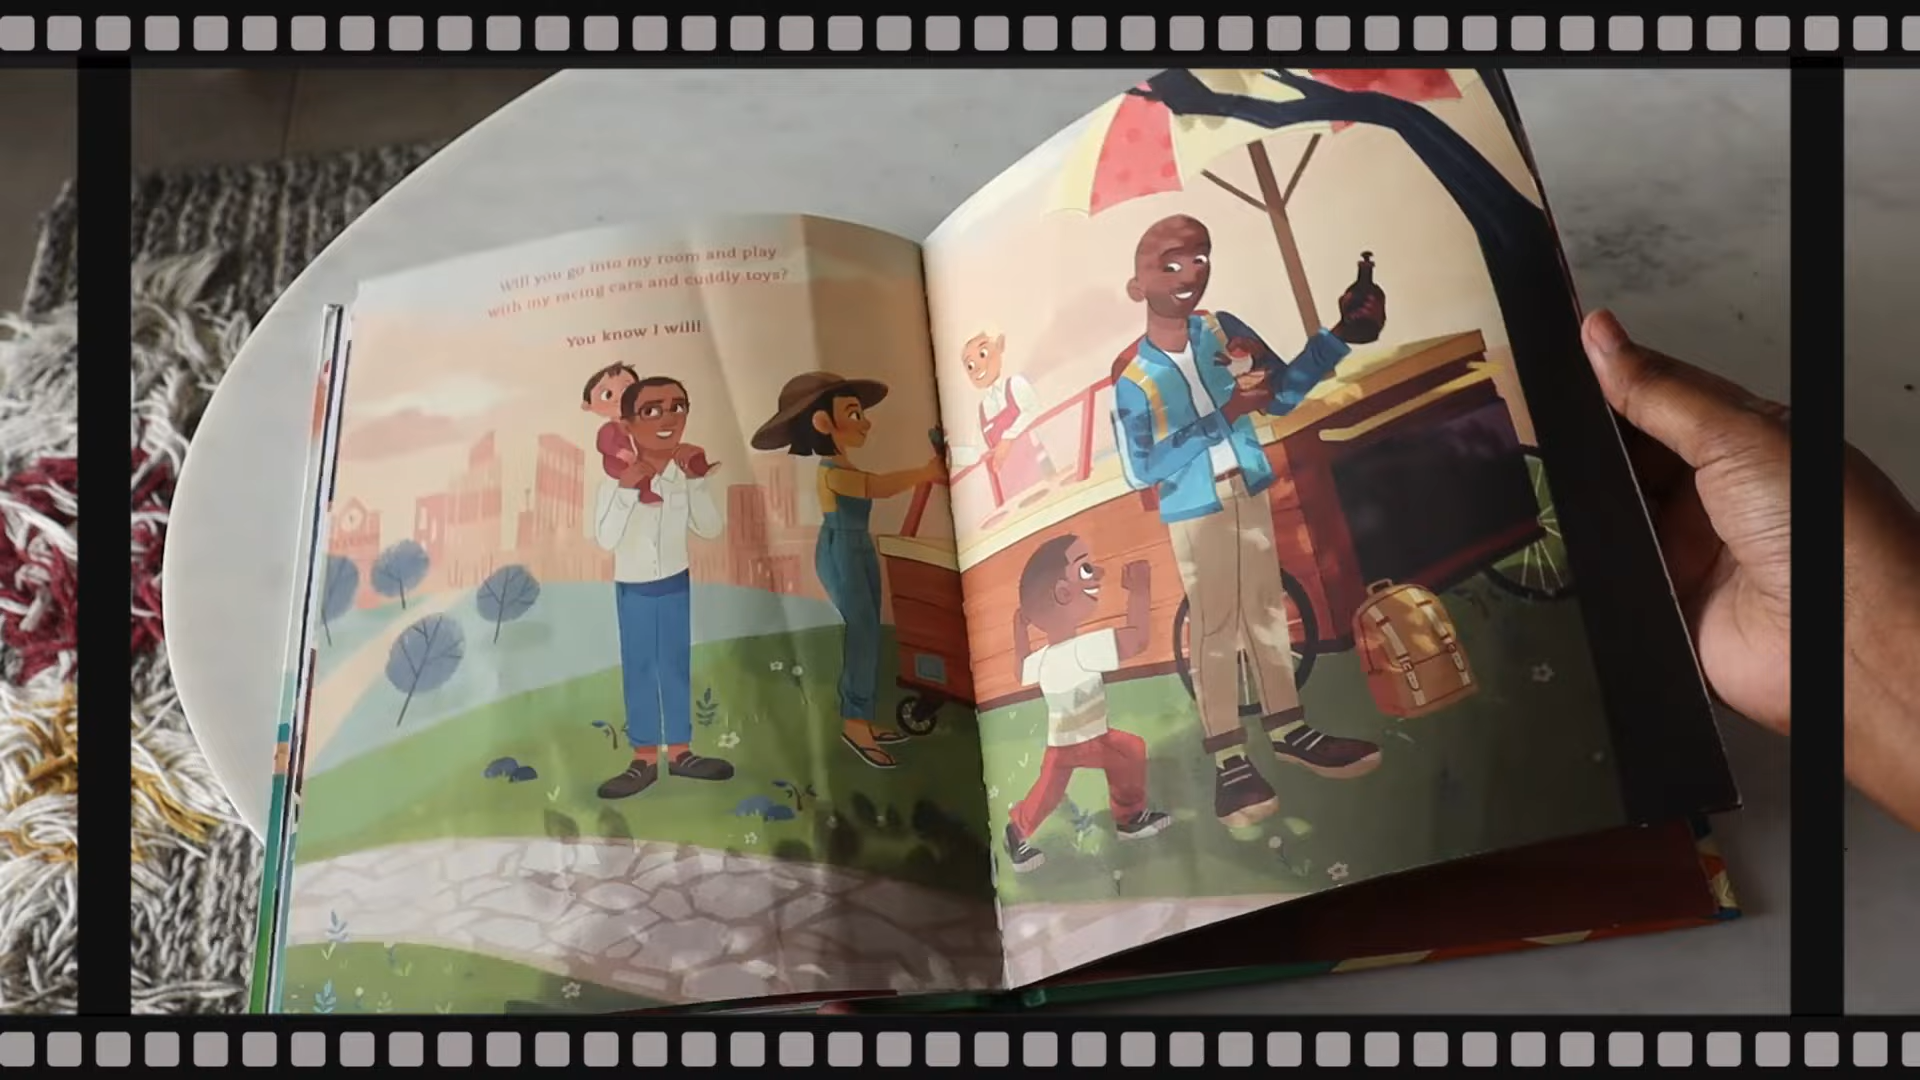 Will you go into my room and play
with my racing cars and cuddly toys?
You know I will!